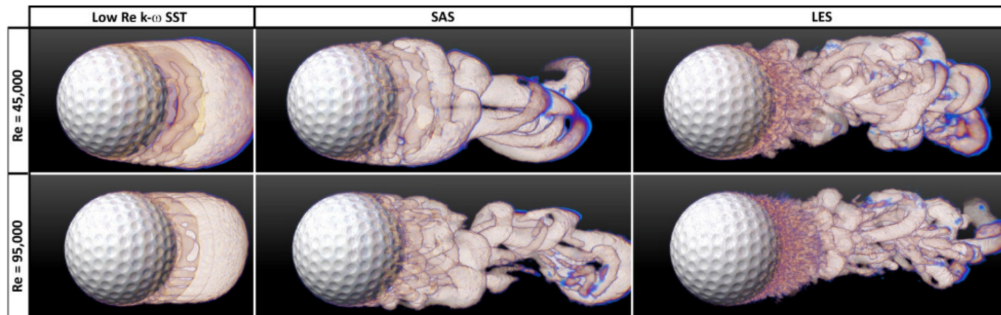 Low Re k-ω SST
SAS
LES
Re = 45,000
Re = 95,000